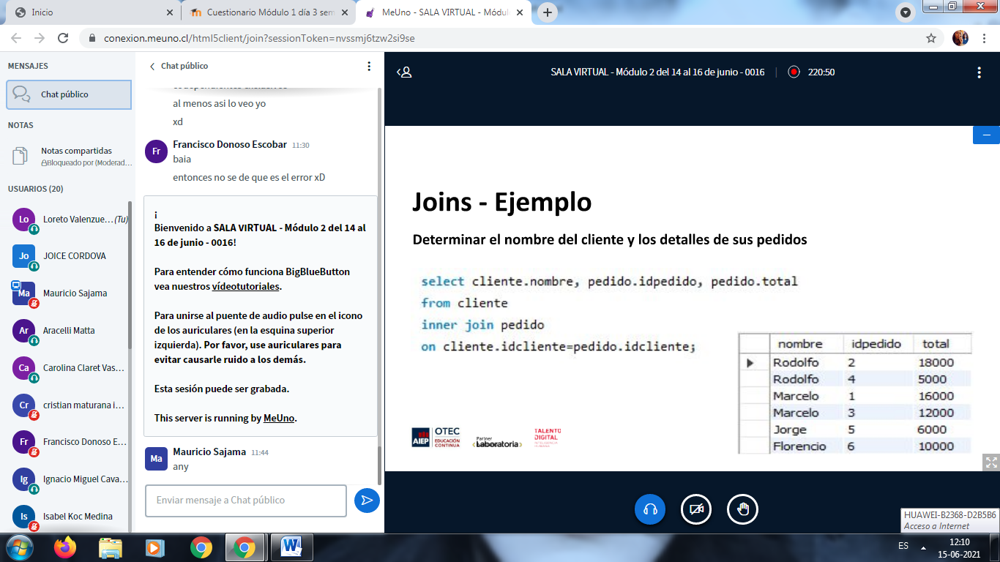 Inicio
Cuestionario Módulo 1 día 3 sem
MeUno - SALA VIRTUAL - Módul
conexion.meuno.cl/html5client/join?sessionToken=nvssmj6tzw2si9se
MENSAJES
Chat público
NOTAS
Notas compartidas
Bloqueado por (Moderad...
USUARIOS (20)
Lo Loreto Valenzue... (Tu)
Jo JOICE CORDOVA
Ma Mauricio Sajama
Ar Aracelli Matta
Ca Carolina Claret Vas...
Cr cristian maturana i...
Fr Francisco Donoso E...
Ig Ignacio Miguel Cava...
Is Isabel Koc Medina
Chat público
al menos asi lo veo yo
xd
Fr Francisco Donoso Escobar 11:30
baia
entonces no se de que es el error xD
¡
Bienvenido a SALA VIRTUAL - Módulo 2 del 14 al
16 de junio - 0016!
Para entender cómo funciona BigBlueButton
vea nuestros vídeotutoriales.
Para unirse al puente de audio pulse en el icono
de los auriculares (en la esquina superior
izquierda). Por favor, use auriculares para
evitar causarle ruido a los demás.
Esta sesión puede ser grabada.
This server is running by MeUno.
Ma Mauricio Sajama 11:44
any
Enviar mensaje a Chat público
SALA VIRTUAL - Módulo 2 del 14 al 16 de junio - 0016 | 220:50
Joins - Ejemplo
Determinar el nombre del cliente y los detalles de sus pedidos
select cliente.nombre, pedido.idpedido, pedido.total
from cliente
inner join pedido
on cliente.idcliente=pedido.idcliente;
nombre idpedido total
Rodolfo 2 18000
Rodolfo 4 5000
Marcelo 1 16000
Marcelo 3 12000
Jorge 5 6000
Florencio 6 10000
AIEP OTEC
EDUCACIÓN
CONTINUA
Partner
Laboratoria
TALENTO
DIGITAL
HUAWEI-B2368-D2B5B6
Acceso a Internet
ES
12:10
15-06-2021